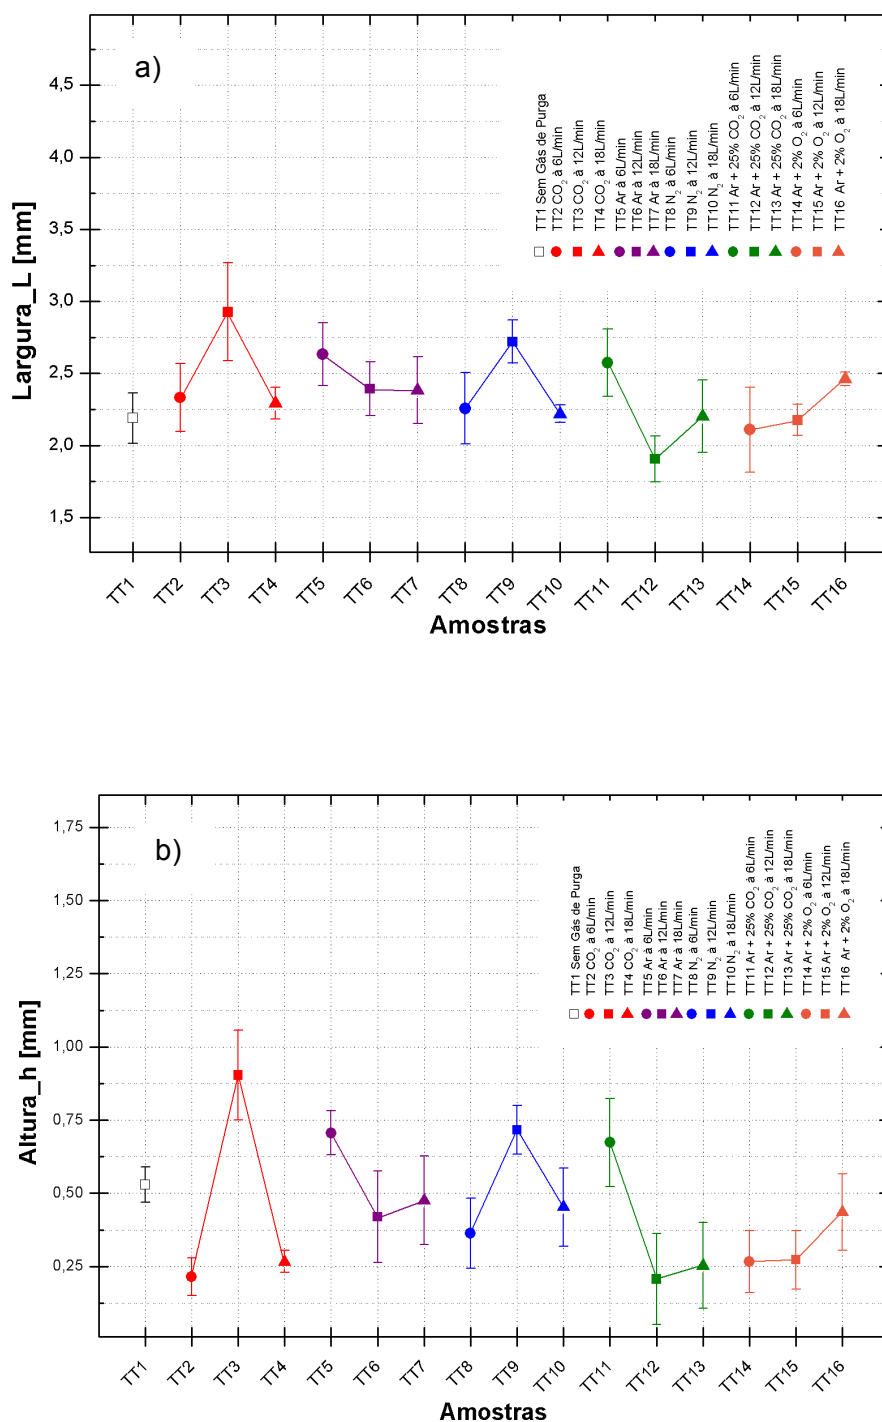 a)
4,5
4,0
3,5
3,0
2,5
2,0
1,5
Largura_L [mm]
TT1 Sem Gás de Purga
TT2 CO₂ à 6L/min
TT3 CO₂ à 12L/min
TT4 CO₂ à 18L/min
TT5 Ar à 6L/min
TT6 Ar à 12L/min
TT7 Ar à 18L/min
TT8 N₂ à 6L/min
TT9 N₂ à 12L/min
TT10 N₂ à 18L/min
TT11 Ar + 25% CO₂ à 6L/min
TT12 Ar + 25% CO₂ à 12L/min
TT13 Ar + 25% CO₂ à 18L/min
TT14 Ar + 2% O₂ à 6L/min
TT15 Ar + 2% O₂ à 12L/min
TT16 Ar + 2% O₂ à 18L/min
TT1 TT2 TT3 TT4 TT5 TT6 TT7 TT8 TT9 TT10 TT11 TT12 TT13 TT14 TT15 TT16
Amostras
b)
1,75
1,50
1,25
1,00
0,75
0,50
0,25
Altura_h [mm]
TT1 Sem Gás de Purga
TT2 CO₂ à 6L/min
TT3 CO₂ à 12L/min
TT4 CO₂ à 18L/min
TT5 Ar à 6L/min
TT6 Ar à 12L/min
TT7 Ar à 18L/min
TT8 N₂ à 6L/min
TT9 N₂ à 12L/min
TT10 N₂ à 18L/min
TT11 Ar + 25% CO₂ à 6L/min
TT12 Ar + 25% CO₂ à 12L/min
TT13 Ar + 25% CO₂ à 18L/min
TT14 Ar + 2% O₂ à 6L/min
TT15 Ar + 2% O₂ à 12L/min
TT16 Ar + 2% O₂ à 18L/min
TT1 TT2 TT3 TT4 TT5 TT6 TT7 TT8 TT9 TT10 TT11 TT12 TT13 TT14 TT15 TT16
Amostras